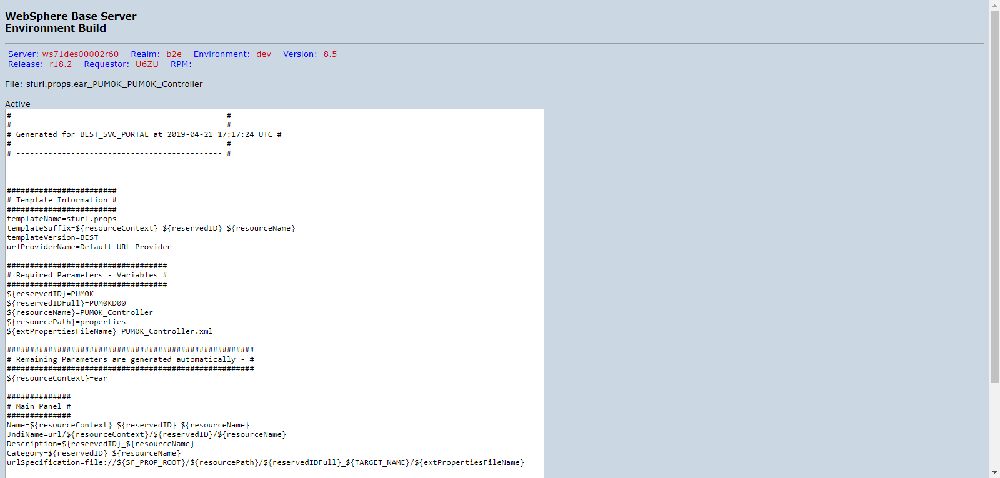 WebSphere Base Server
Environment Build
Server: ws71des00002r60 Realm: b2e Environment: dev Version: 8.5
Release: r18.2 Requestor: U6ZU RPM:
File: sfurl.props.ear_PUM0K_PUM0K_Controller
Active
# --------------------------------------------- #
# #
# Generated for BEST_SVC_PORTAL at 2019-04-21 17:17:24 UTC #
# #
# --------------------------------------------- #
########################
# Template Information #
########################
templateName=sfurl.props
templateSuffix=${resourceContext}_${reservedID}_${resourceName}
templateVersion=BEST
urlProviderName=Default URL Provider
###################################
# Required Parameters - Variables #
###################################
${reservedID}=PUM0K
${reservedIDFull}=PUM0KD00
${resourceName}=PUM0K_Controller
${resourcePath}=properties
${extPropertiesFileName}=PUM0K_Controller.xml
######################################################
# Remaining Parameters are generated automatically - #
######################################################
${resourceContext}=ear
##############
# Main Panel #
##############
Name=${resourceContext}_${reservedID}_${resourceName}
JndiName=url/${resourceContext}/${reservedID}/${resourceName}
Description=${reservedID}_${resourceName}
Category=${reservedID}_${resourceName}
urlSpecification=file://${SF_PROP_ROOT}/${resourcePath}/${reservedIDFull}_${TARGET_NAME}/${extPropertiesFileName}